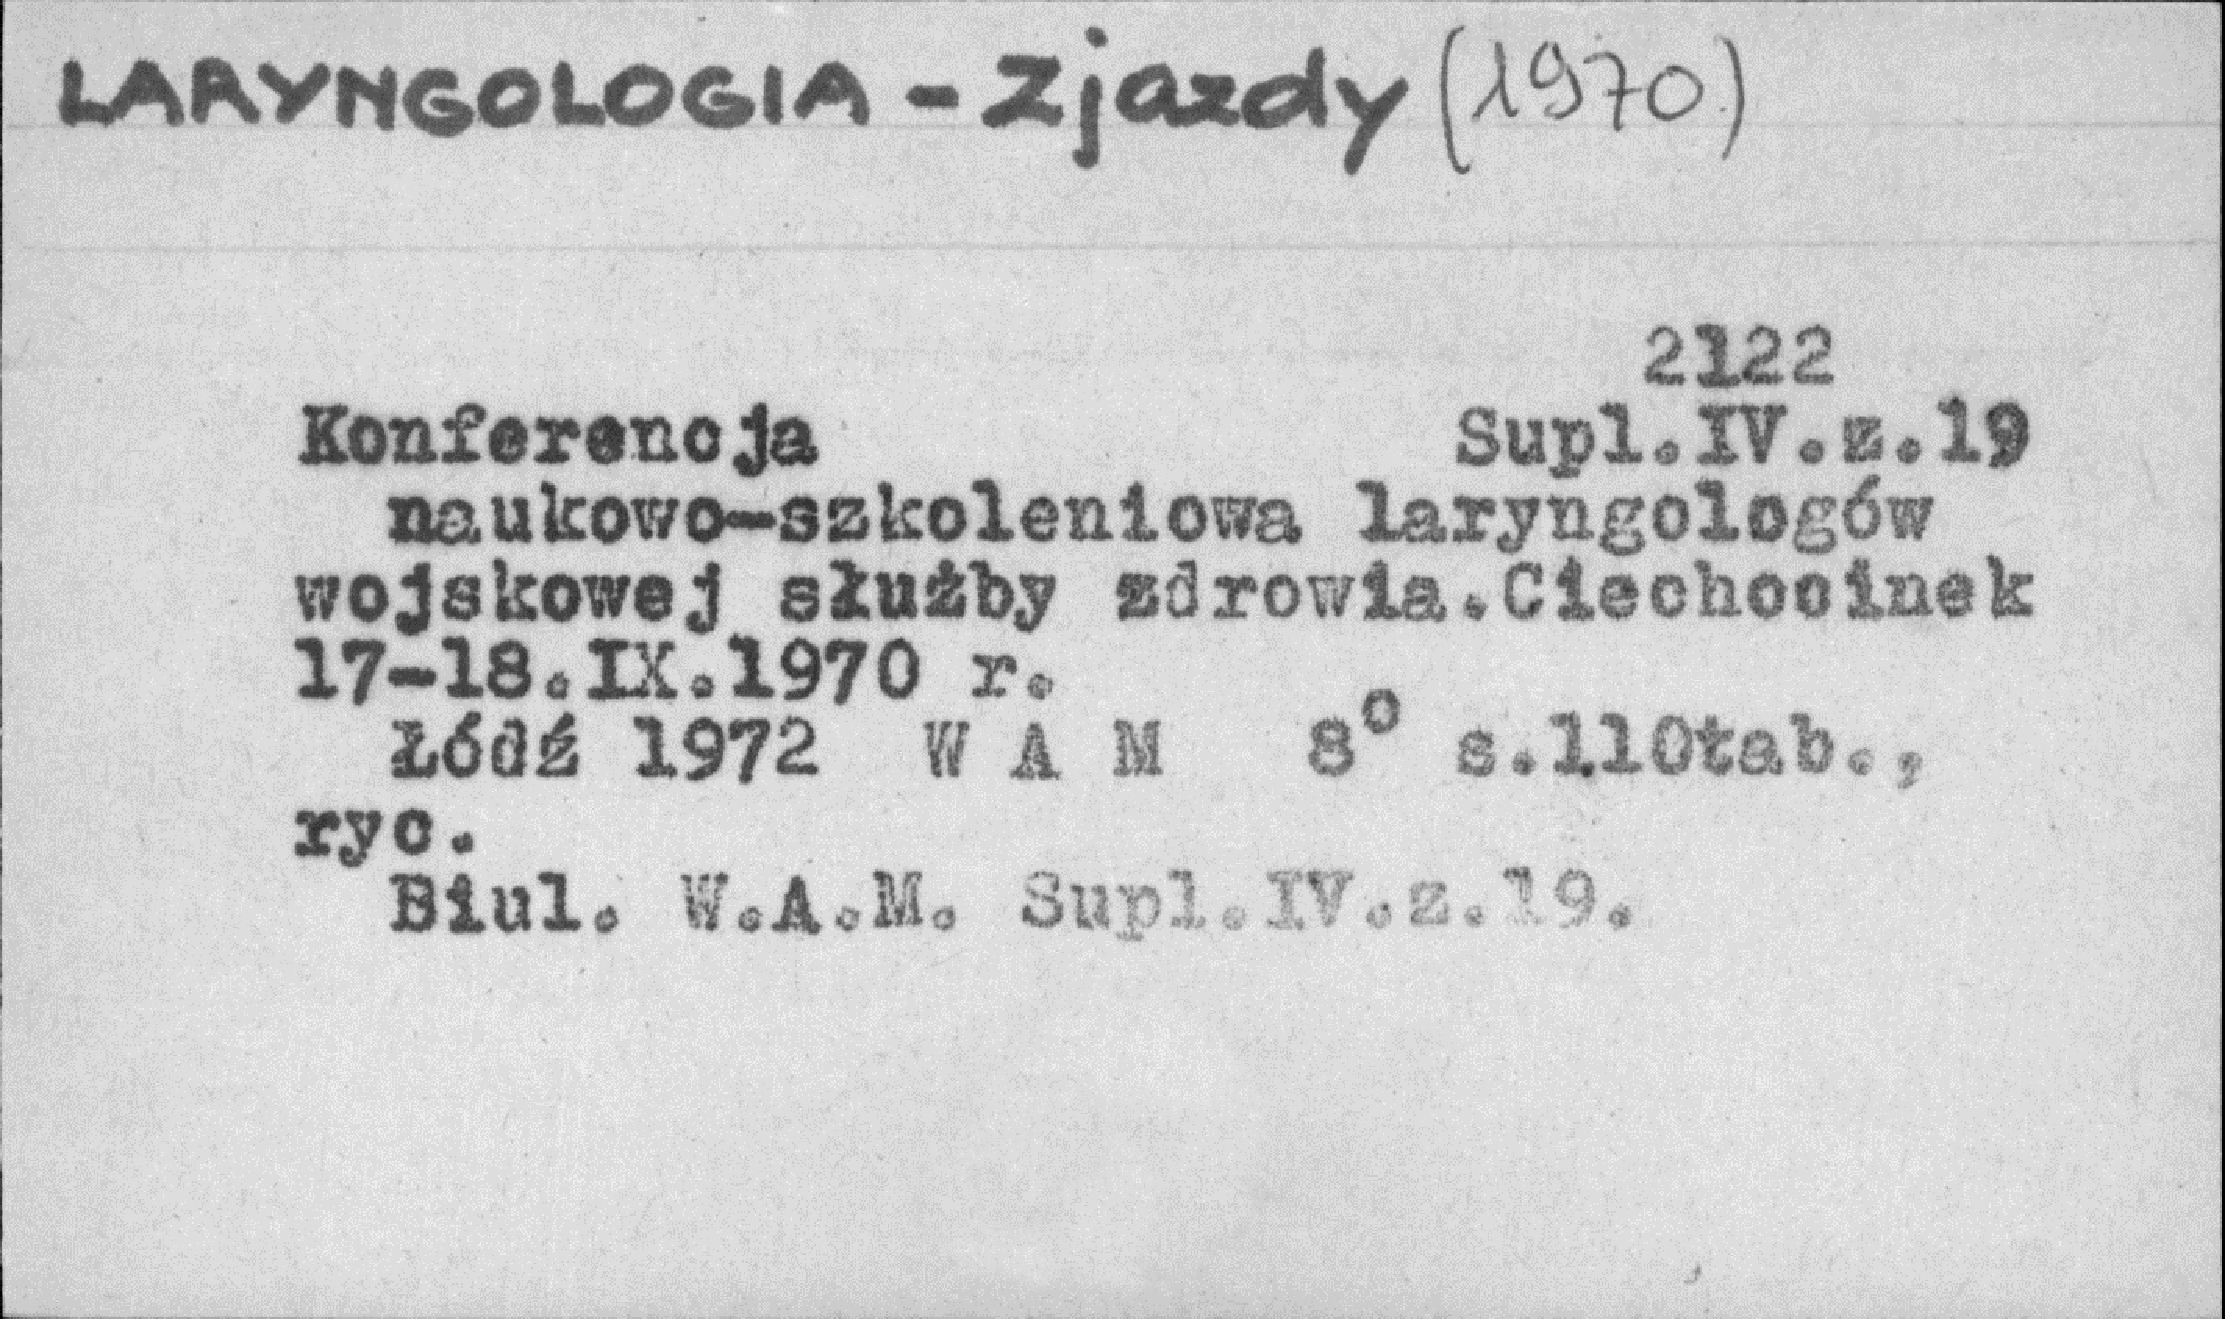 LARYNGOLOGIA - Zjazdy (1970)
2122
Konferencja Supl.IV.z.19
naukowo-szkoleniowa laryngologów
wojskowej służby zdrowia.Ciechocinek
17-18.IX.1970 r.
Łódź 1972 W A M 8° s.110tab.,
ryc.
Biul. W.A.M. Supl.IV.z.19.